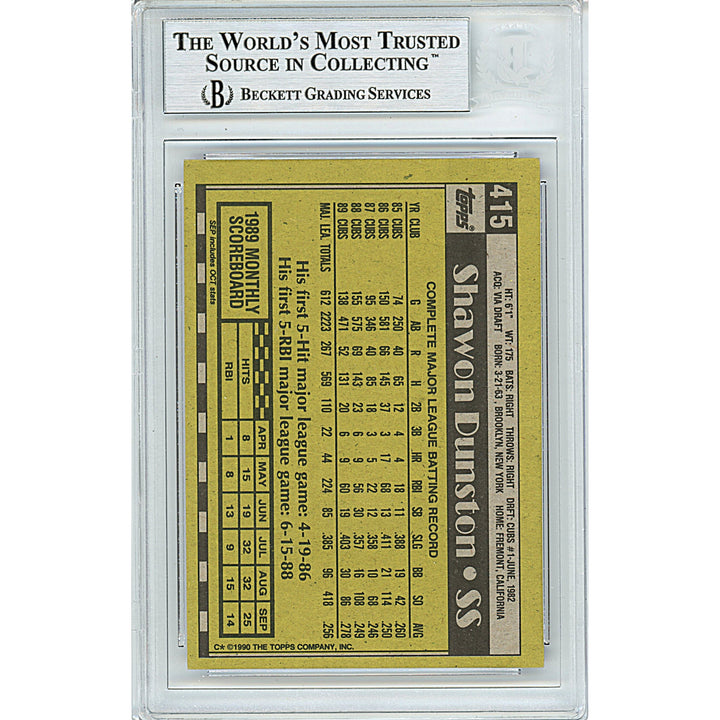 THE WORLD'S MOST TRUSTED
SOURCE IN COLLECTING™
B BECKETT GRADING SERVICES
415
topps®
Shawon Dunston • SS
HT: 6'1" WT: 175 BATS: RIGHT THROWS: RIGHT DRFT: CUBS #1-JUNE, 1982
ACQ: VIA DRAFT BORN: 3-21-63, BROOKLYN, NEW YORK HOME: FREMONT, CALIFORNIA
COMPLETE MAJOR LEAGUE BATTING RECORD
YR CLUB G AB R H 2B 3B HR RBI SB SLG BB SO AVG
85 CUBS 74 250 40 65 12 4 4 18 11 388 19 42 260
86 CUBS 150 581 66 145 37 3 17 68 13 411 21 114 250
87 CUBS 95 346 40 85 18 3 5 22 12 358 10 68 246
88 CUBS 155 575 69 143 23 6 9 56 30 357 16 108 249
89 CUBS 138 471 52 131 20 6 9 60 19 403 30 86 278
MAJ. LEA. TOTALS 612 2223 267 569 110 22 44 224 85 385 96 418 256
His first 5-Hit major league game: 4-19-86
His first 5-RBI major league game: 6-15-88
1989 MONTHLY
SCOREBOARD
SEP includes OCT stats
APR MAY JUN JUL AUG SEP
HITS 8 15 19 32 32 25
RBI 1 8 13 9 15 14
C★ ©1990 THE TOPPS COMPANY, INC.